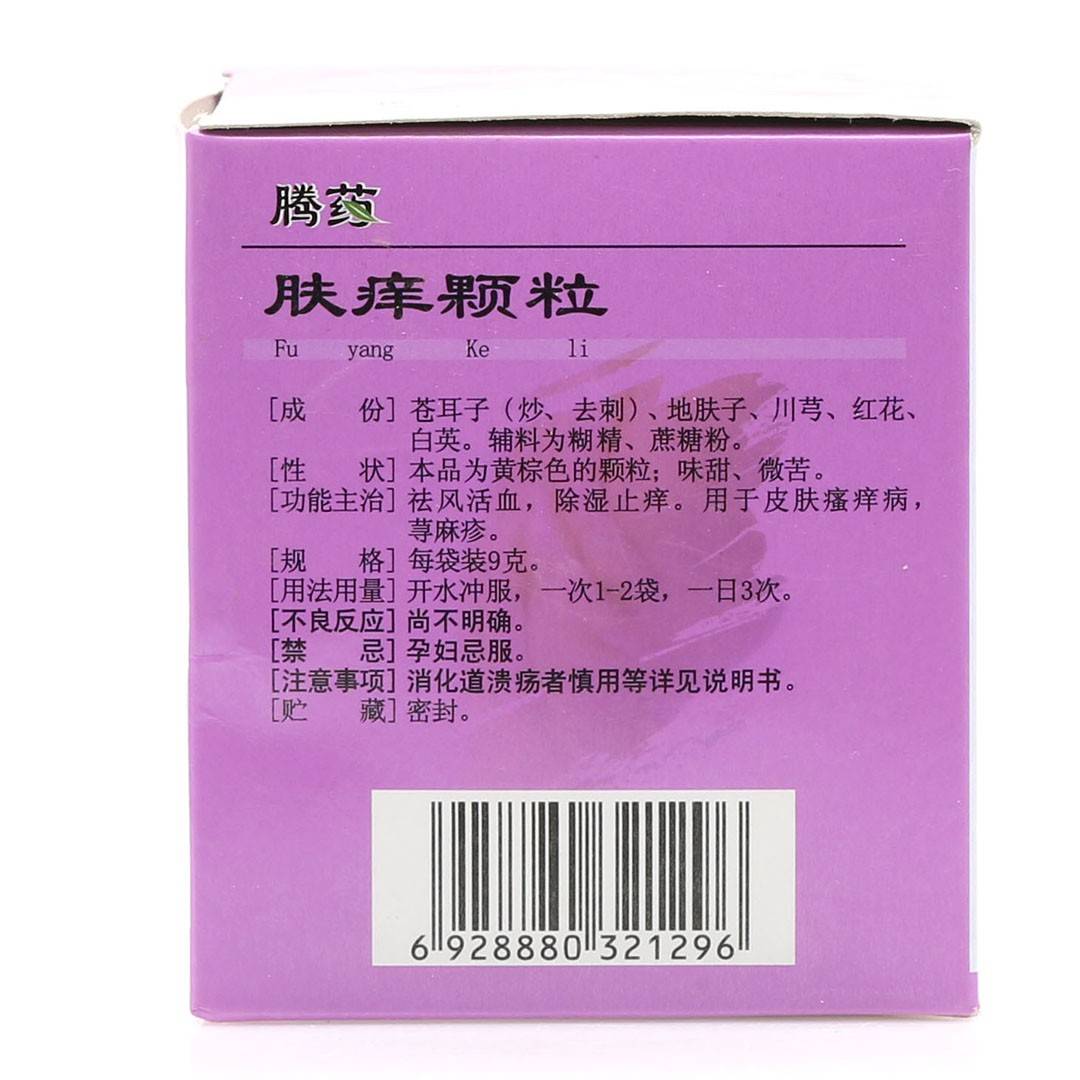 腾药
肤痒颗粒
Fu yang Ke li
[成 份] 苍耳子（炒、去刺）、地肤子、川芎、红花、
白英。辅料为糊精、蔗糖粉。
[性 状] 本品为黄棕色的颗粒；味甜、微苦。
[功能主治] 祛风活血，除湿止痒。用于皮肤瘙痒病，
荨麻疹。
[规 格] 每袋装9克。
[用法用量] 开水冲服，一次1-2袋，一日3次。
[不良反应] 尚不明确。
[禁 忌] 孕妇忌服。
[注意事项] 消化道溃疡者慎用等详见说明书。
[贮 藏] 密封。
6 928880 321296